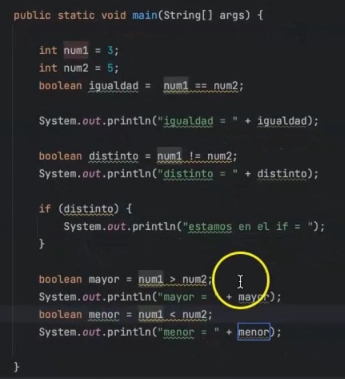 public static void main(String[] args) {
int num1 = 3;
int num2 = 5;
boolean igualdad =  num1 == num2;
System.out.println("igualdad = " + igualdad);
boolean distinto = num1 != num2;
System.out.println("distinto = " + distinto);
if (distinto) {
System.out.println("estamos en el if = ");
}
boolean mayor = num1 > num2;
System.out.println("mayor =  + mayor);
boolean menor = num1 < num2;
System.out.println("menor = " + menor);
}